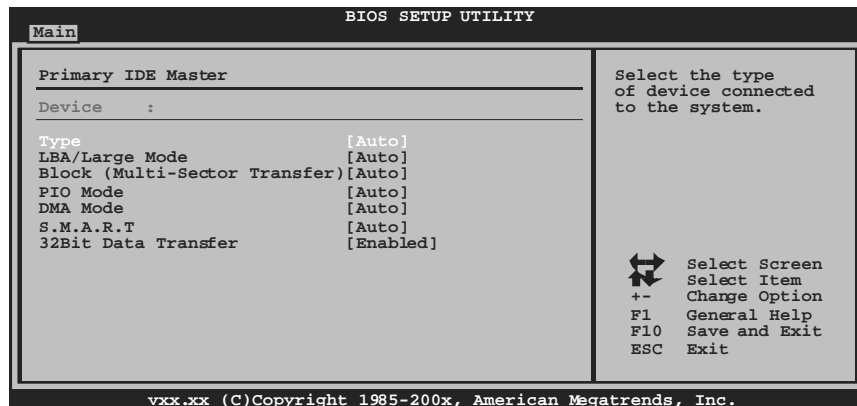 BIOS SETUP UTILITY
Main
Primary IDE Master
Device :
Type [Auto]
LBA/Large Mode [Auto]
Block (Multi-Sector Transfer)[Auto]
PIO Mode [Auto]
DMA Mode [Auto]
S.M.A.R.T [Auto]
32Bit Data Transfer [Enabled]
Select the type
of device connected
to the system.
Select Screen
Select Item
+- Change Option
F1 General Help
F10 Save and Exit
ESC Exit
vxx.xx (C)Copyright 1985-200x, American Megatrends, Inc.